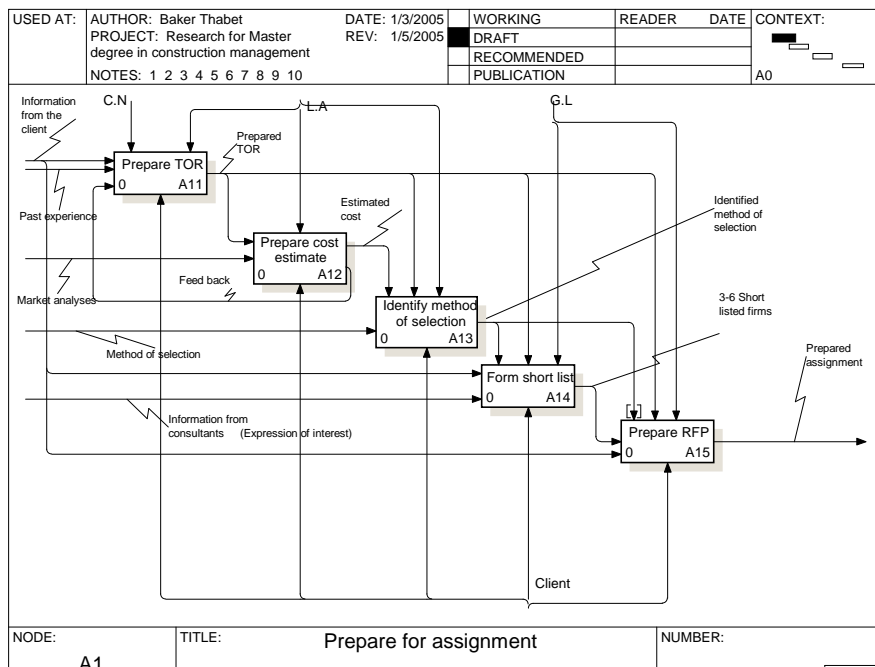 USED AT:
AUTHOR: Baker Thabet
DATE: 1/3/2005
PROJECT: Research for Master
degree in construction management
REV: 1/5/2005
NOTES: 1 2 3 4 5 6 7 8 9 10
WORKING
DRAFT
RECOMMENDED
PUBLICATION
READER DATE
CONTEXT:
A0
Information
from the
client
C.N
L.A
G.L
Prepared
TOR
Prepare TOR
0 A11
Past experience
Estimated
cost
Identified
method of
selection
Prepare cost
estimate
0 A12
Feed back
Market analyses
Identify method
of selection
0 A13
3-6 Short
listed firms
Method of selection
Prepared
assignment
Form short list
0 A14
Information from
consultants (Expression of interest)
Prepare RFP
0 A15
Client
NODE:
A1
TITLE:
Prepare for assignment
NUMBER: